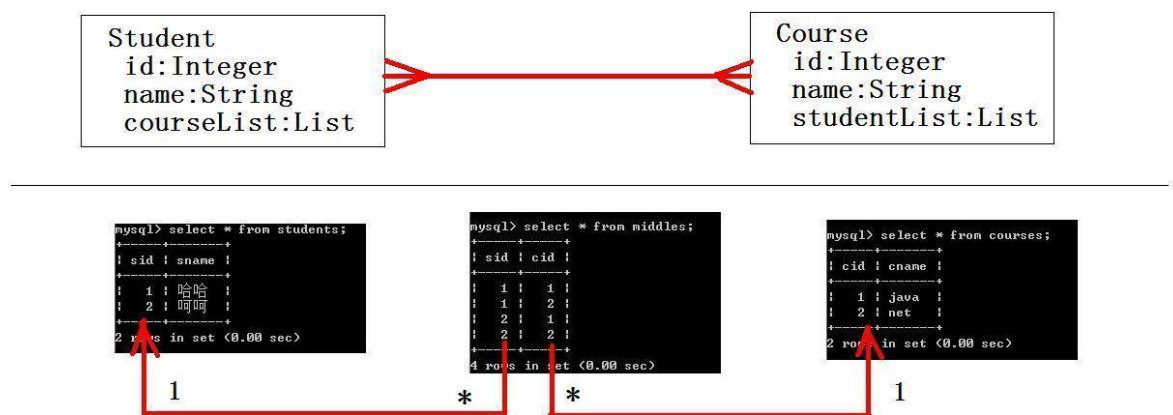 Student
id:Integer
name:String
courseList:List
Course
id:Integer
name:String
studentList:List
mysql> select * from students;
+-----+-------+
| sid | sname |
+-----+-------+
| 1 | 哈哈 |
| 2 | 呵呵 |
+-----+-------+
2 rows in set (0.00 sec)
mysql> select * from middles;
+-----+-----+
| sid | cid |
+-----+-----+
| 1 | 1 |
| 1 | 2 |
| 2 | 1 |
| 2 | 2 |
+-----+-----+
4 rows in set (0.00 sec)
mysql> select * from courses;
+-----+-------+
| cid | cname |
+-----+-------+
| 1 | java |
| 2 | net |
+-----+-------+
2 rows in set (0.00 sec)
1
*
*
1